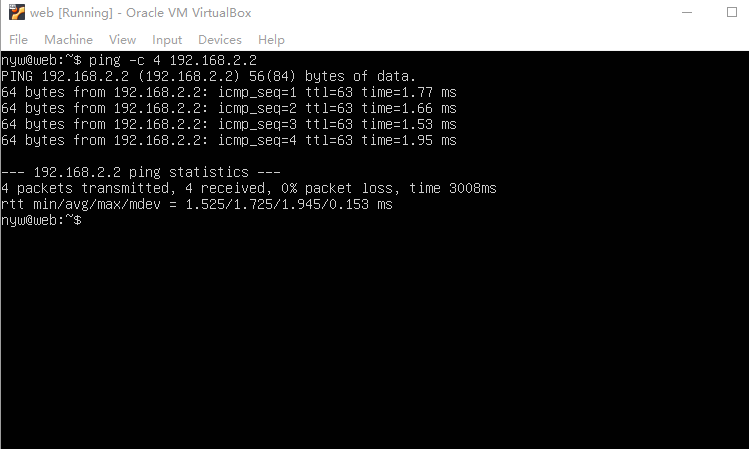 web [Running] - Oracle VM VirtualBox
File Machine View Input Devices Help
nyw@web:~$ ping -c 4 192.168.2.2
PING 192.168.2.2 (192.168.2.2) 56(84) bytes of data.
64 bytes from 192.168.2.2: icmp_seq=1 ttl=63 time=1.77 ms
64 bytes from 192.168.2.2: icmp_seq=2 ttl=63 time=1.66 ms
64 bytes from 192.168.2.2: icmp_seq=3 ttl=63 time=1.53 ms
64 bytes from 192.168.2.2: icmp_seq=4 ttl=63 time=1.95 ms
--- 192.168.2.2 ping statistics ---
4 packets transmitted, 4 received, 0% packet loss, time 3008ms
rtt min/avg/max/mdev = 1.525/1.725/1.945/0.153 ms
nyw@web:~$